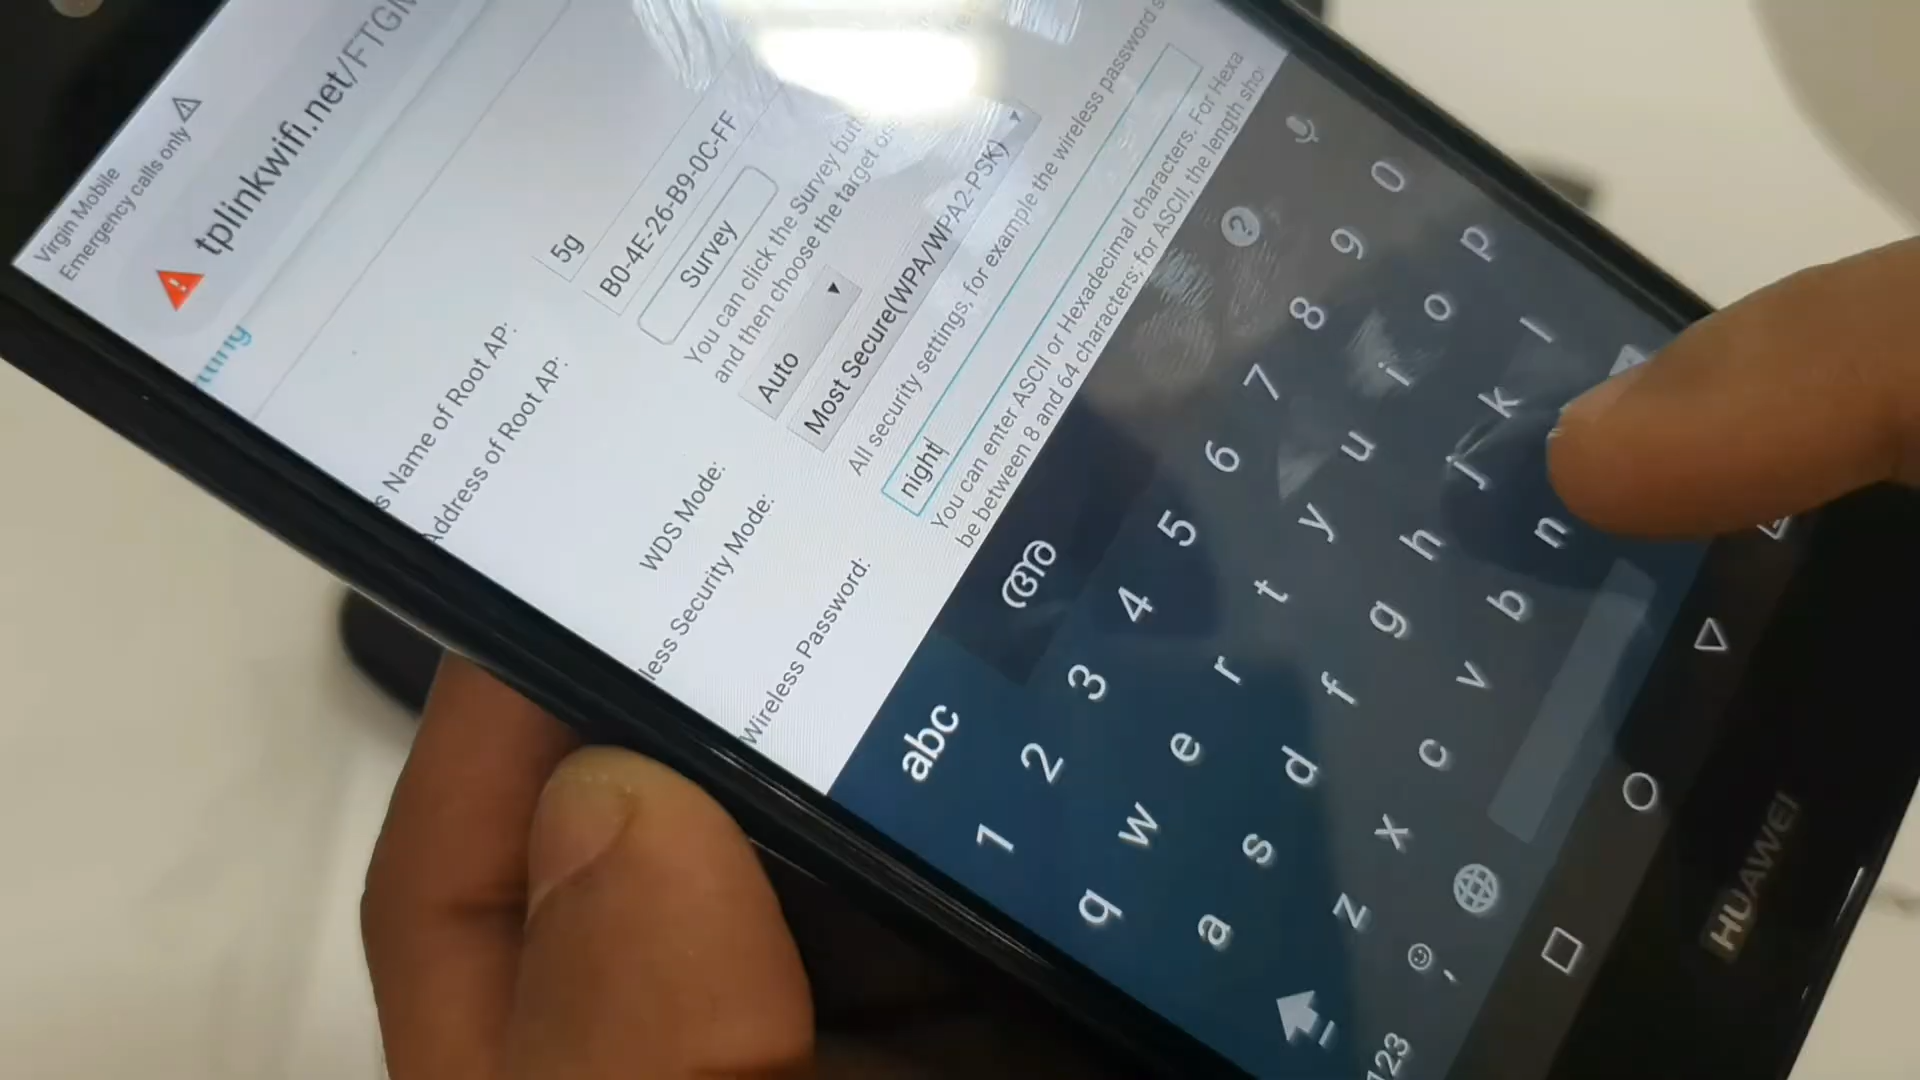 Virgin Mobile
Emergency calls only
tplinkwifi.net/FTGM
s Name of Root AP:
5g
Address of Root AP:
B0-4E-26-B9-0C-FF
Survey
You can click the Survey
and then choose the target
WDS Mode:
Auto
less Security Mode:
Most Secure(WPA/WPA2-PSK)
All security settings, for example the wireless password
Wireless Password:
night
You can enter ASCII or Hexadecimal characters. For Hexa
be between 8 and 64 characters; for ASCII, the length
abc
അ
?
1 2 3 4 5 6 7 8 9 0
q w e r t y u i o p
a s d f g h j k l
z x c v b n
123 ,
HUAWEI